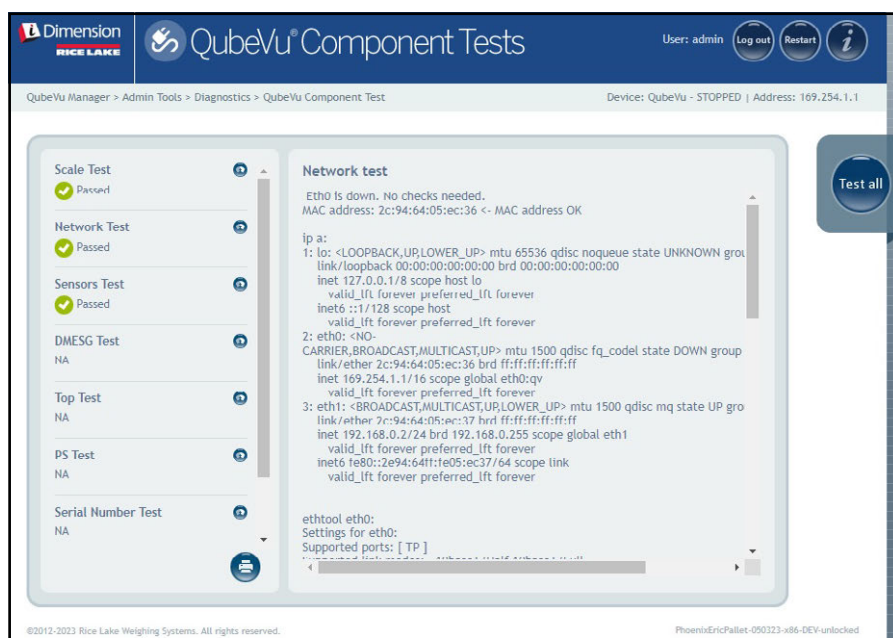 Dimension
RICE LAKE
QubeVu® Component Tests
User: admin
Log out
Restart
i
QubeVu Manager > Admin Tools > Diagnostics > QubeVu Component Test
Device: QubeVu - STOPPED | Address: 169.254.1.1
Scale Test
Passed
Network Test
Passed
Sensors Test
Passed
DMESG Test
NA
Top Test
NA
PS Test
NA
Serial Number Test
NA
Network test
Eth0 is down. No checks needed.
MAC address: 2c:94:64:05:ec:36 <- MAC address OK
ip a:
1: lo: <LOOPBACK,UP,LOWER_UP> mtu 65536 qdisc noqueue state UNKNOWN grou
link/loopback 00:00:00:00:00:00 brd 00:00:00:00:00:00
inet 127.0.0.1/8 scope host lo
valid_lft forever preferred_lft forever
inet6 ::1/128 scope host
valid_lft forever preferred_lft forever
2: eth0: <NO-
CARRIER,BROADCAST,MULTICAST,UP> mtu 1500 qdisc fq_codel state DOWN group
link/ether 2c:94:64:05:ec:36 brd ff:ff:ff:ff:ff:ff
inet 169.254.1.1/16 scope global eth0:qv
valid_lft forever preferred_lft forever
3: eth1: <BROADCAST,MULTICAST,UP,LOWER_UP> mtu 1500 qdisc mq state UP gro
link/ether 2c:94:64:05:ec:37 brd ff:ff:ff:ff:ff:ff
inet 192.168.0.2/24 brd 192.168.0.255 scope global eth1
valid_lft forever preferred_lft forever
inet6 fe80::2e94:64ff:fe05:ec37/64 scope link
valid_lft forever preferred_lft forever
ethtool eth0:
Settings for eth0:
Supported ports: [ TP ]
Test all
©2012-2023 Rice Lake Weighing Systems. All rights reserved.
PhoenixEricPallet-050323-x86-DEV-unlocked